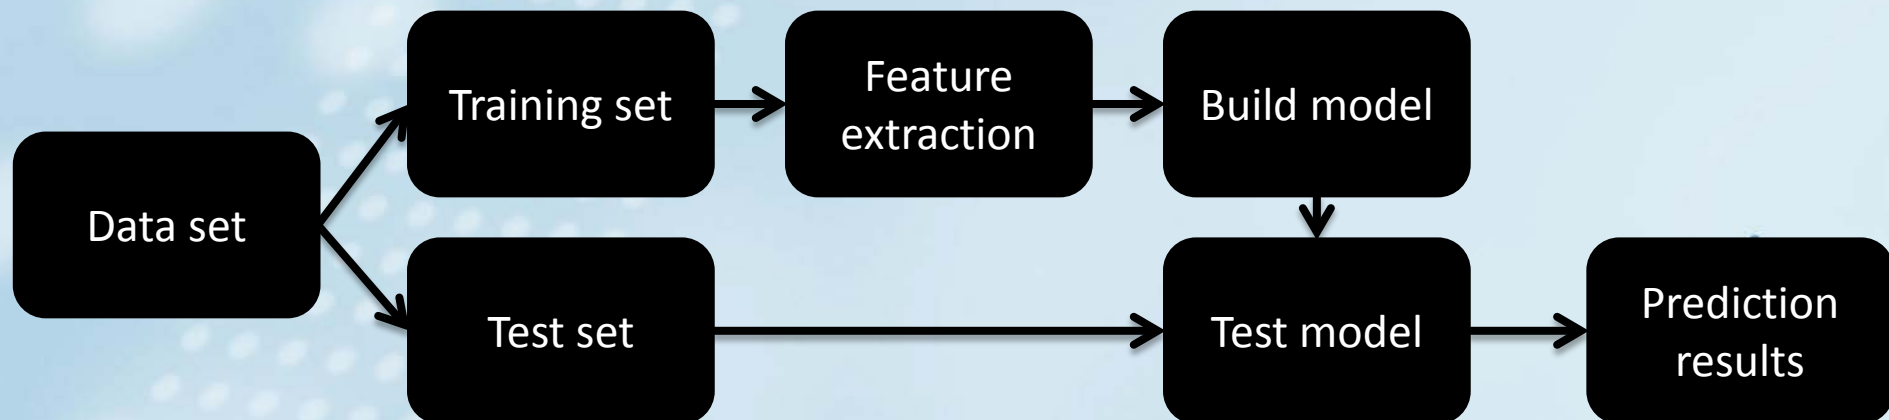 Data set
Training set
Feature
extraction
Build model
Test set
Test model
Prediction
results